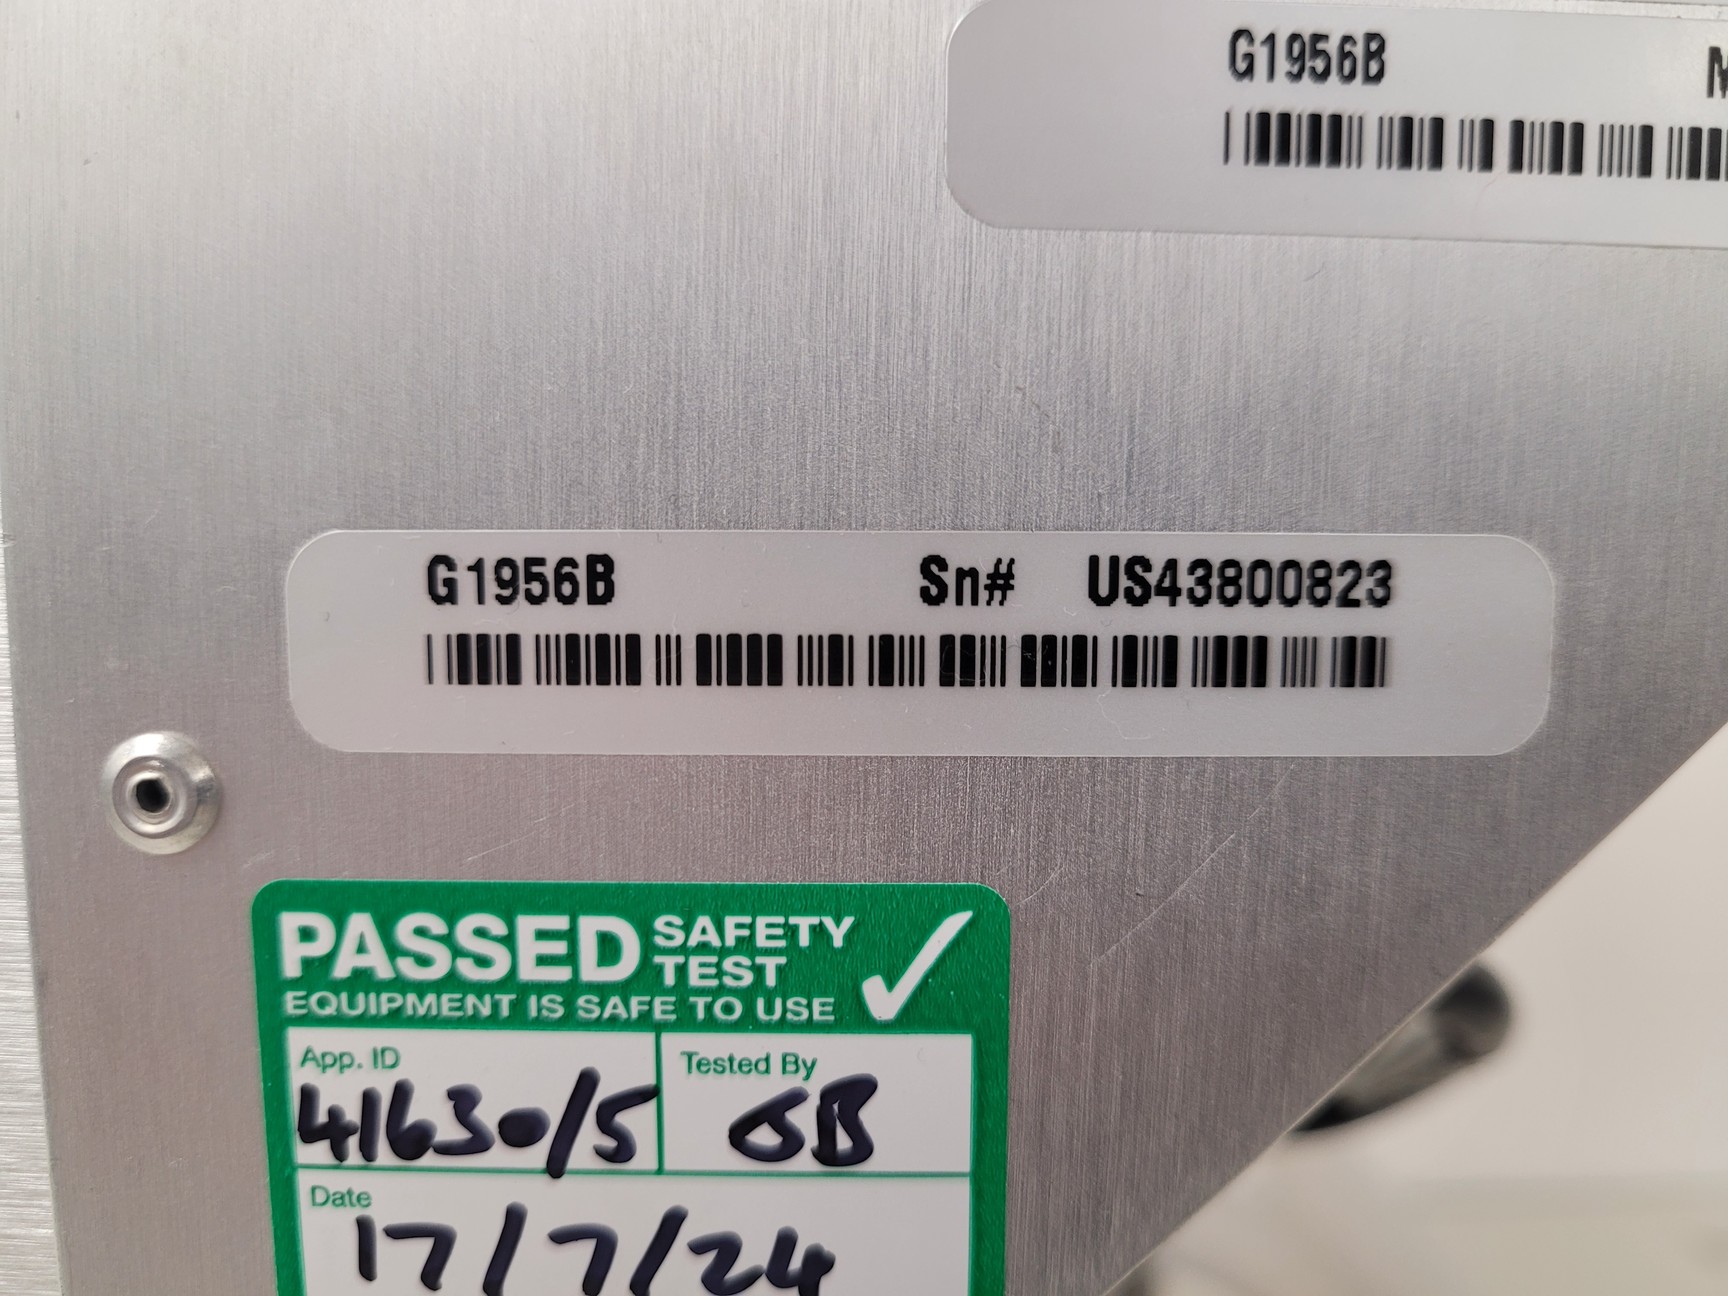 G1956B
G1956B Sn# US43800823
PASSED SAFETY TEST
EQUIPMENT IS SAFE TO USE
App. ID Tested By
41630/5
Date
17/7/24